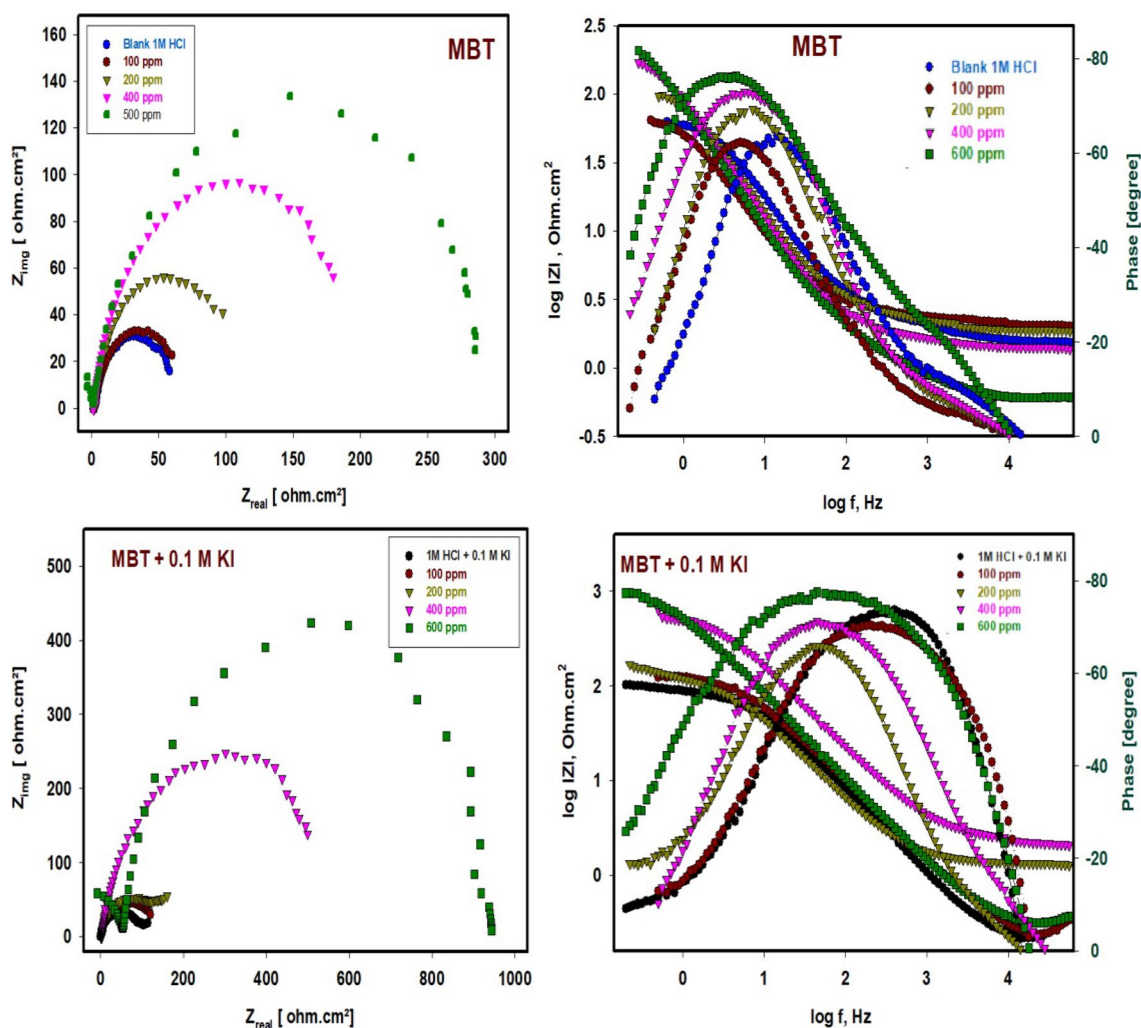 MBT
Blank 1M HCl
100 ppm
200 ppm
400 ppm
500 ppm
160
140
120
100
80
60
40
20
0
Z_img [ ohm.cm²]
0 50 100 150 200 250 300
Z_real [ ohm.cm²]
MBT
Blank 1M HCl
100 ppm
200 ppm
400 ppm
600 ppm
2.5
2.0
1.5
1.0
0.5
0.0
-0.5
log |Z| , Ohm.cm²
-80
-60
-40
-20
0
Phase [degree]
0 1 2 3 4
log f, Hz
MBT + 0.1 M KI
1M HCl + 0.1 M KI
100 ppm
200 ppm
400 ppm
600 ppm
500
400
300
200
100
0
Z_img [ ohm.cm²]
0 200 400 600 800 1000
Z_real [ ohm.cm²]
MBT + 0.1 M KI
1M HCl + 0.1 M KI
100 ppm
200 ppm
400 ppm
600 ppm
3
2
1
0
log |Z|, Ohm.cm²
-80
-60
-40
-20
0
Phase [degree]
0 1 2 3 4
log f, Hz